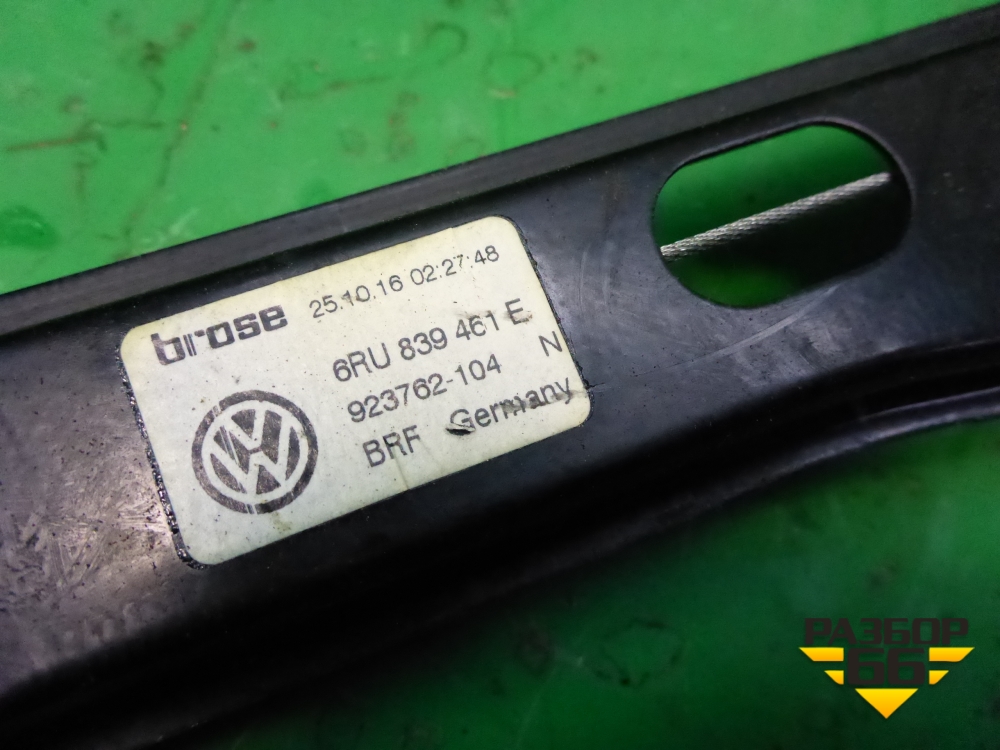 brose 25.10.16 02:27:48
6RU 839 461 E
923762-104 N
BRF Germany
РАЗБОР
66